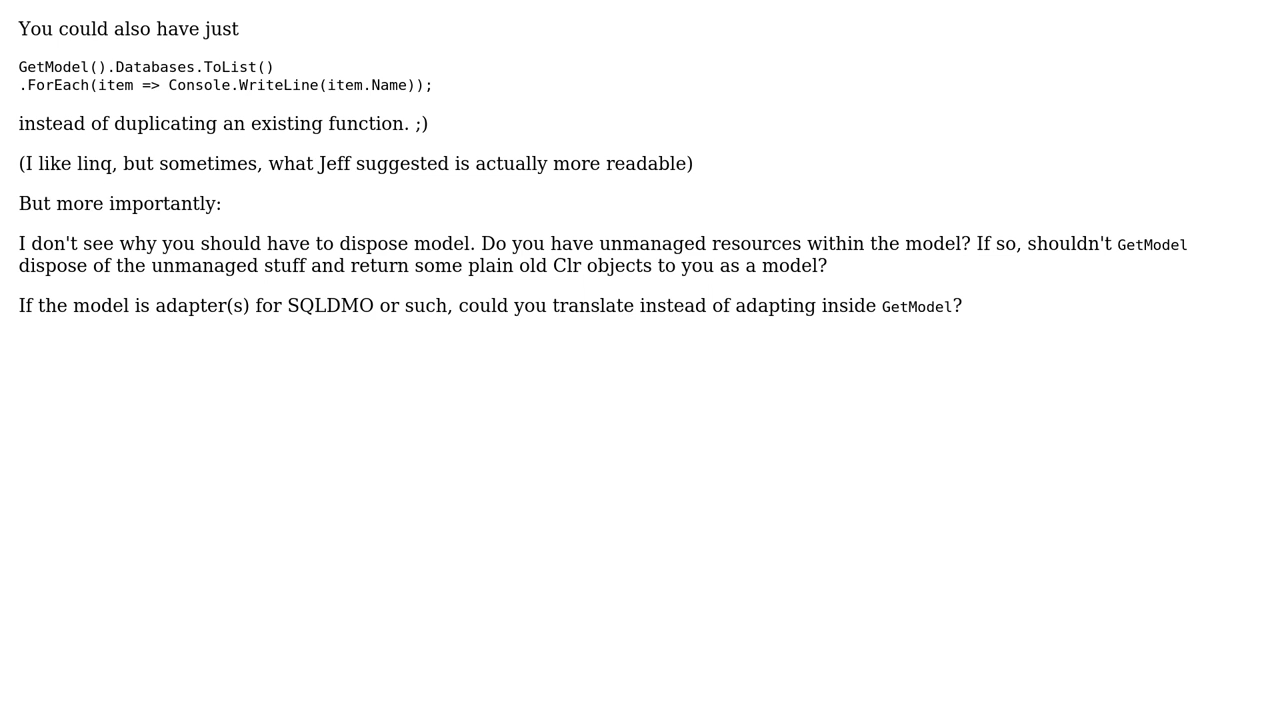 You could also have just
GetModel().Databases.ToList()
.ForEach(item => Console.WriteLine(item.Name));
instead of duplicating an existing function. ;)
(I like linq, but sometimes, what Jeff suggested is actually more readable)
But more importantly:
I don't see why you should have to dispose model. Do you have unmanaged resources within the model? If so, shouldn't GetModel
dispose of the unmanaged stuff and return some plain old Clr objects to you as a model?
If the model is adapter(s) for SQLDMO or such, could you translate instead of adapting inside GetModel?